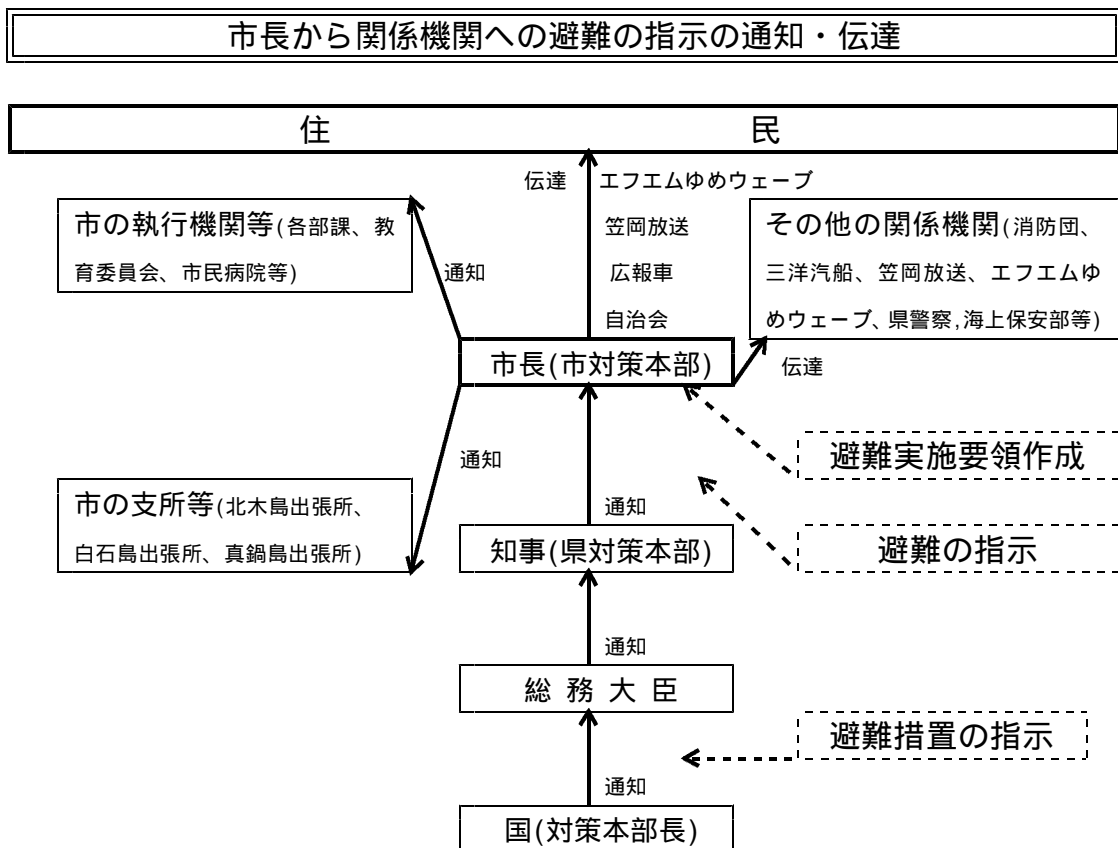 市長から関係機関への避難の指示の通知・伝達
住 民
伝達 エフエムゆめウェーブ
笠岡放送
広報車
自治会
市の執行機関等(各部課、教
育委員会、市民病院等)
通知
その他の関係機関(消防団、
三洋汽船、笠岡放送、エフエムゆ
めウェーブ、県警察,海上保安部等)
市長(市対策本部)
伝達
避難実施要領作成
通知
市の支所等(北木島出張所、
白石島出張所、真鍋島出張所)
通知
避難の指示
知事(県対策本部)
通知
総 務 大 臣
避難措置の指示
通知
国(対策本部長)